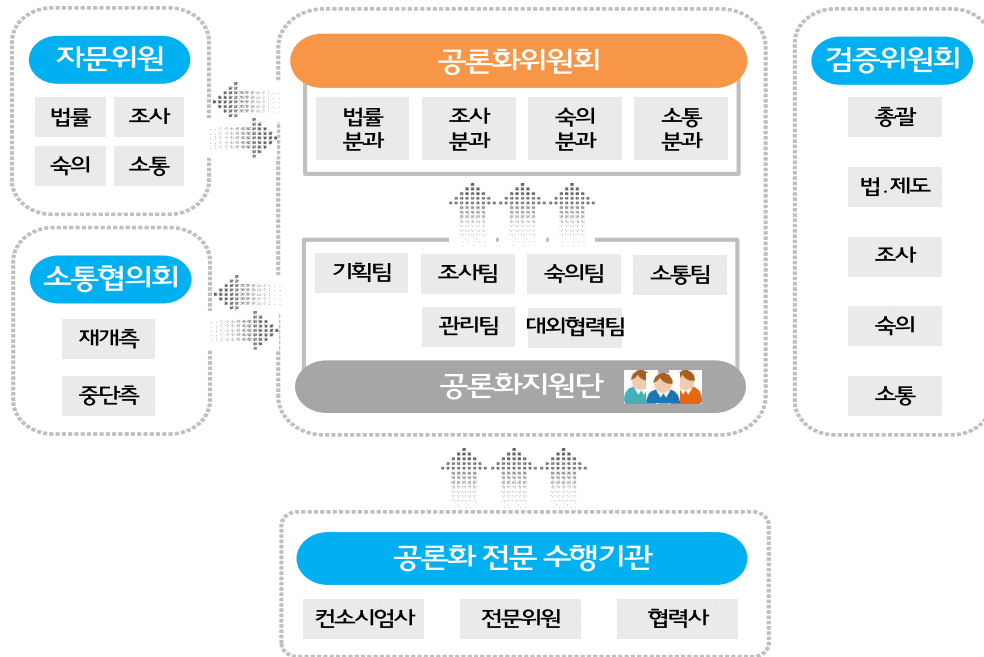 자문위원
법률
조사
숙의
소통
소통협의회
재개측
중단측
공론화위원회
법률
분과
조사
분과
숙의
분과
소통
분과
기획팀
조사팀
숙의팀
소통팀
관리팀
대외협력팀
공론화지원단
검증위원회
총괄
법.제도
조사
숙의
소통
공론화 전문 수행기관
컨소시엄사
전문위원
협력사